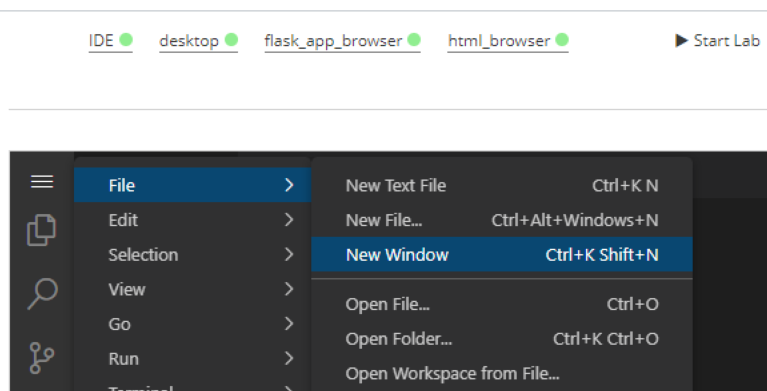 IDE desktop flask_app_browser html_browser ▶ Start Lab
File > New Text File Ctrl+K N
Edit > New File... Ctrl+Alt+Windows+N
Selection > New Window Ctrl+K Shift+N
View >
Open File... Ctrl+O
Go >
Open Folder... Ctrl+K Ctrl+O
Run >
Open Workspace from File...
Terminal >